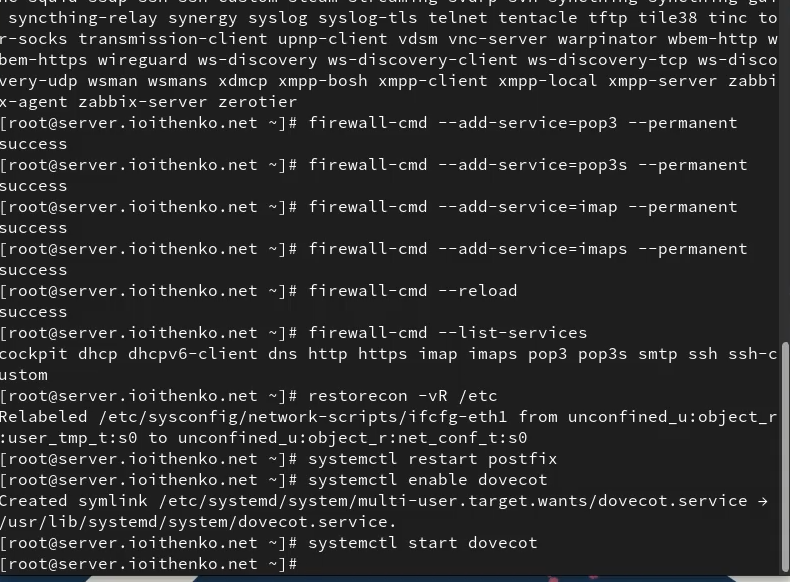 syncthing-relay synergy syslog syslog-tls telnet tentacle tftp tile38 tinc to
r-socks transmission-client upnp-client vdsm vnc-server warpinator wbem-http w
bem-https wireguard ws-discovery ws-discovery-client ws-discovery-tcp ws-disco
very-udp wsman wsmans xdmcp xmpp-bosh xmpp-client xmpp-local xmpp-server zabbi
x-agent zabbix-server zerotier
[root@server.ioithenko.net ~]# firewall-cmd --add-service=pop3 --permanent
success
[root@server.ioithenko.net ~]# firewall-cmd --add-service=pop3s --permanent
success
[root@server.ioithenko.net ~]# firewall-cmd --add-service=imap --permanent
success
[root@server.ioithenko.net ~]# firewall-cmd --add-service=imaps --permanent
success
[root@server.ioithenko.net ~]# firewall-cmd --reload
success
[root@server.ioithenko.net ~]# firewall-cmd --list-services
cockpit dhcp dhcpv6-client dns http https imap imaps pop3 pop3s smtp ssh ssh-c
ustom
[root@server.ioithenko.net ~]# restorecon -vR /etc
Relabeled /etc/sysconfig/network-scripts/ifcfg-eth1 from unconfined_u:object_r
:user_tmp_t:s0 to unconfined_u:object_r:net_conf_t:s0
[root@server.ioithenko.net ~]# systemctl restart postfix
[root@server.ioithenko.net ~]# systemctl enable dovecot
Created symlink /etc/systemd/system/multi-user.target.wants/dovecot.service →
/usr/lib/systemd/system/dovecot.service.
[root@server.ioithenko.net ~]# systemctl start dovecot
[root@server.ioithenko.net ~]#